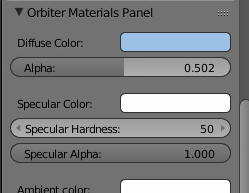 Orbiter Materials Panel
Diffuse Color:
Alpha: 0.502
Specular Color:
Specular Hardness: 50
Specular Alpha: 1.000
Ambient color: